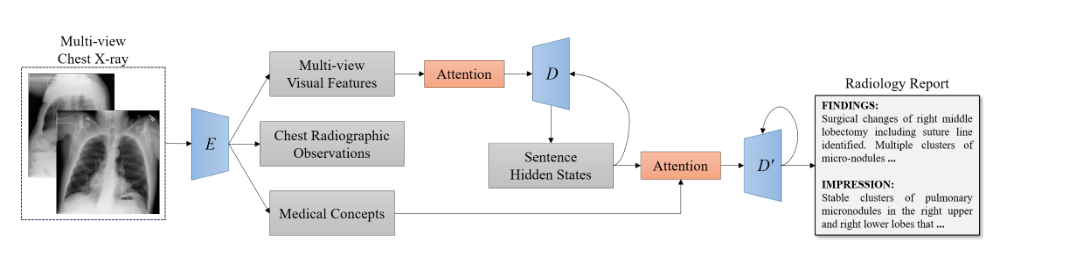 Multi-view
Chest X-ray
E
Multi-view
Visual Features
Chest Radiographic
Observations
Medical Concepts
Attention
D
Sentence
Hidden States
Attention
D'
Radiology Report
FINDINGS:
Surgical changes of right middle
lobectomy including suture line
identified. Multiple clusters of
micro-nodules ...
IMPRESSION:
Stable clusters of pulmonary
micronodules in the right upper
and right lower lobes that ...